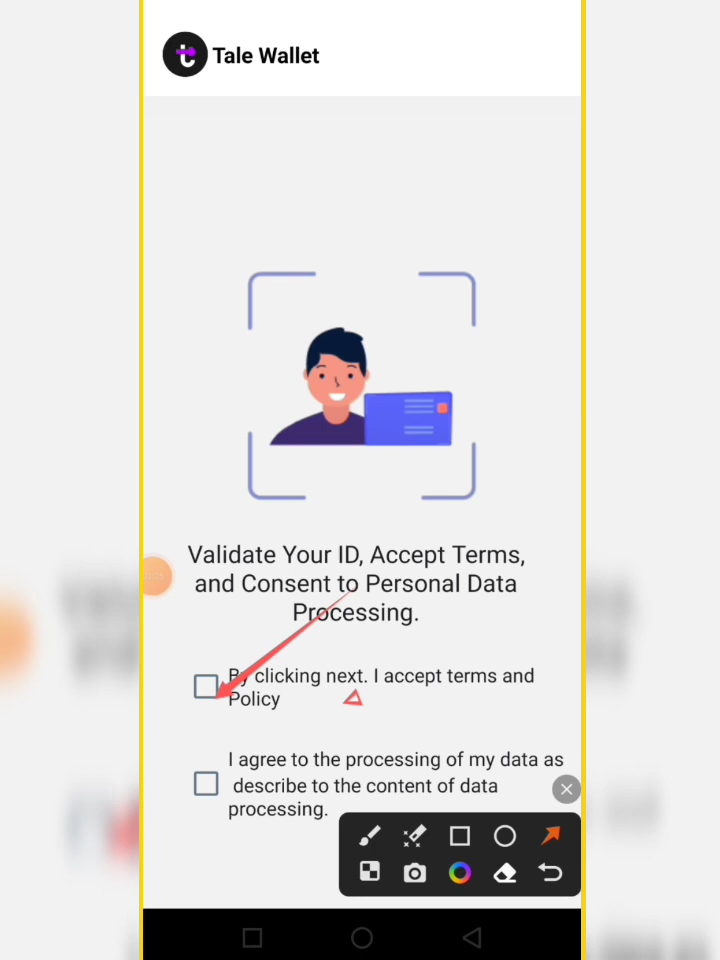 Tale Wallet
Validate Your ID, Accept Terms,
and Consent to Personal Data
Processing.
By clicking next. I accept terms and
Policy
I agree to the processing of my data as
describe to the content of data
processing.